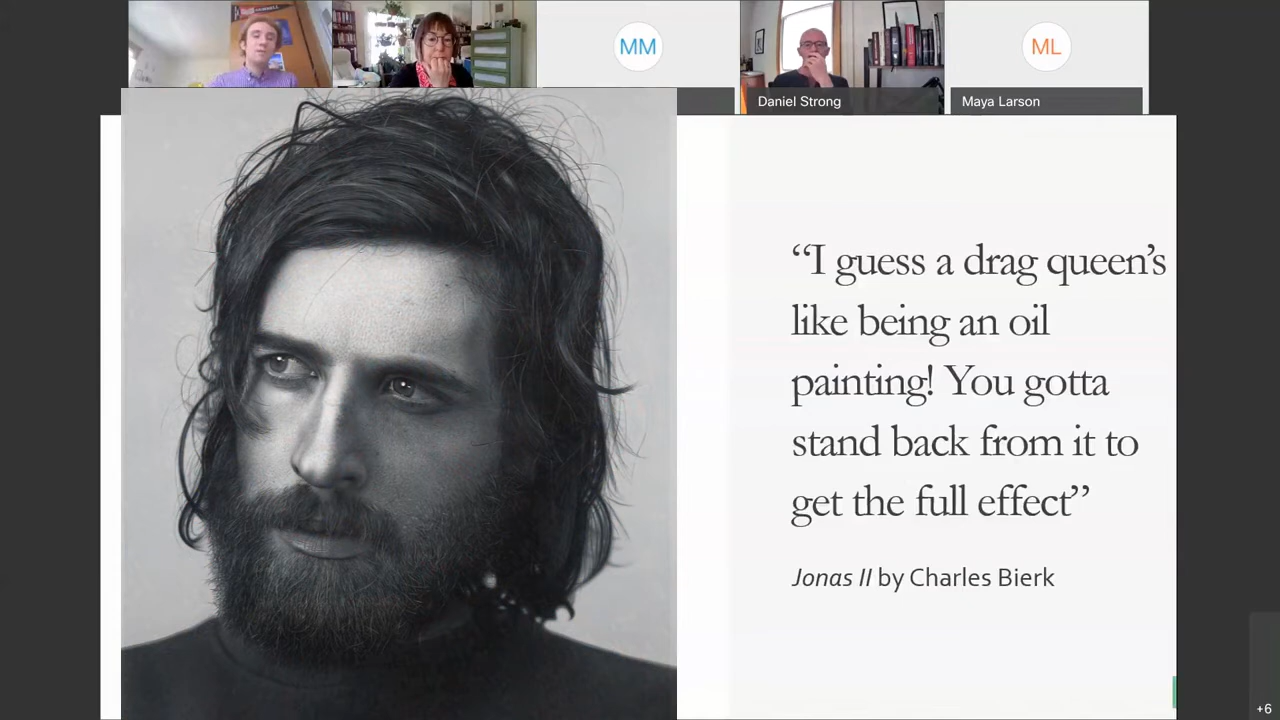 MM
ML
Daniel Strong
Maya Larson
“I guess a drag queen’s
like being an oil
painting! You gotta
stand back from it to
get the full effect”
Jonas II by Charles Bierk
+6